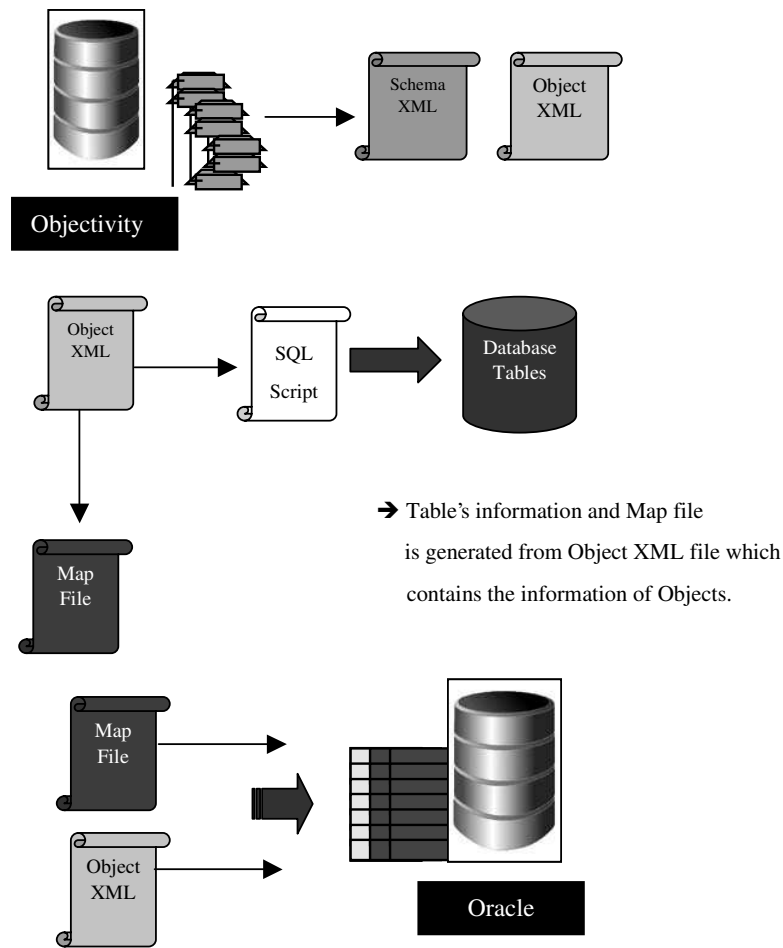 Schema
XML
Object
XML
Objectivity
Object
XML
SQL
Script
Database
Tables
➔ Table's information and Map file
is generated from Object XML file which
contains the information of Objects.
Map
File
Map
File
Object
XML
Oracle